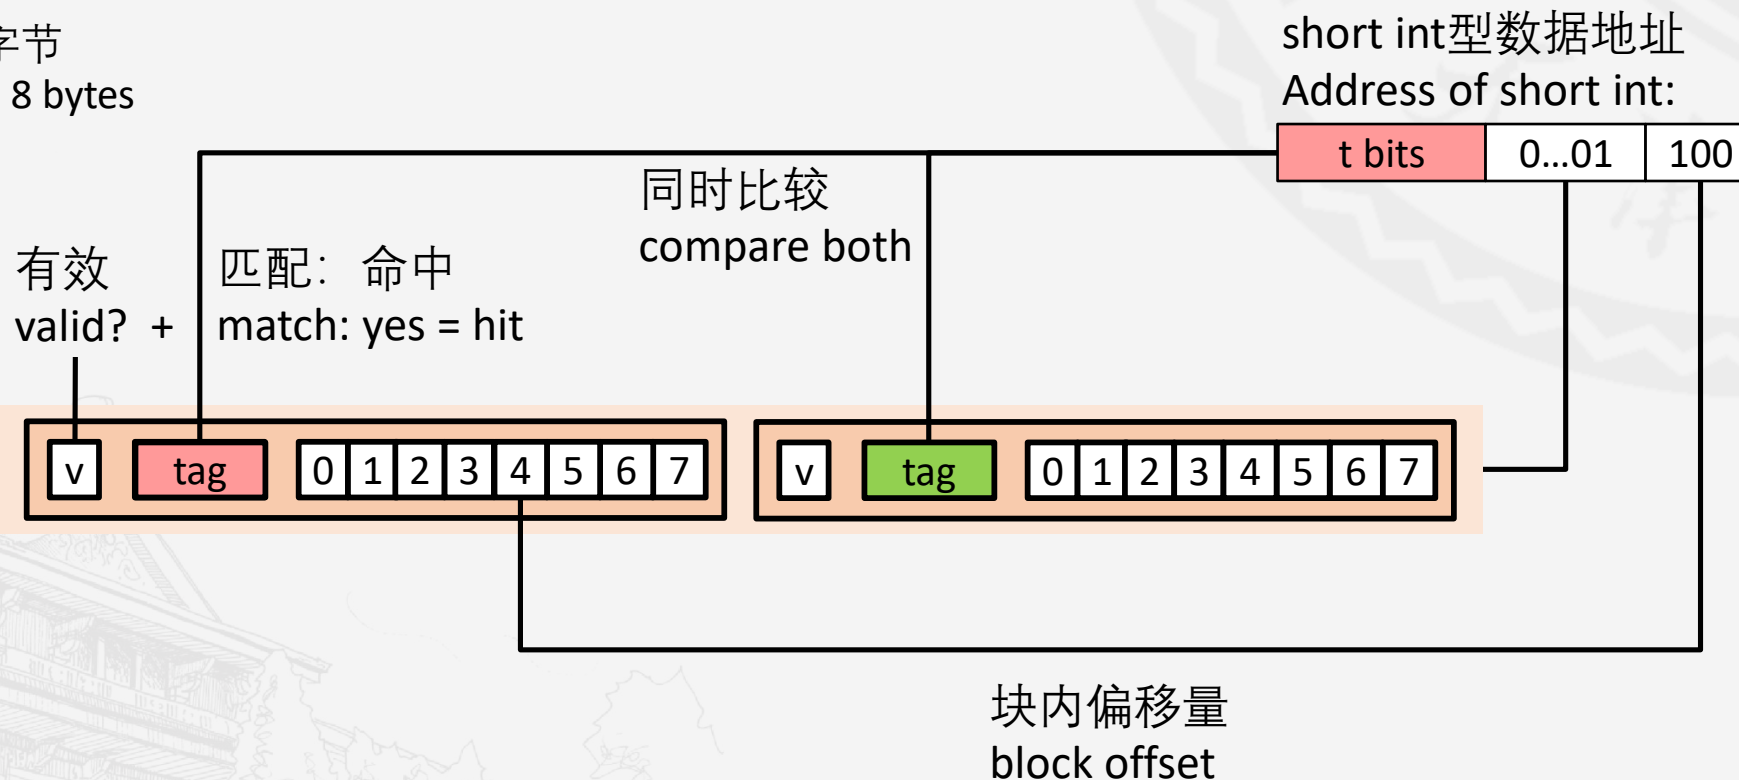 字节
8 bytes
short int型数据地址
Address of short int:
t bits 0...01 100
同时比较
compare both
有效
valid? +
匹配：命中
match: yes = hit
v tag 0 1 2 3 4 5 6 7 v tag 0 1 2 3 4 5 6 7
块内偏移量
block offset